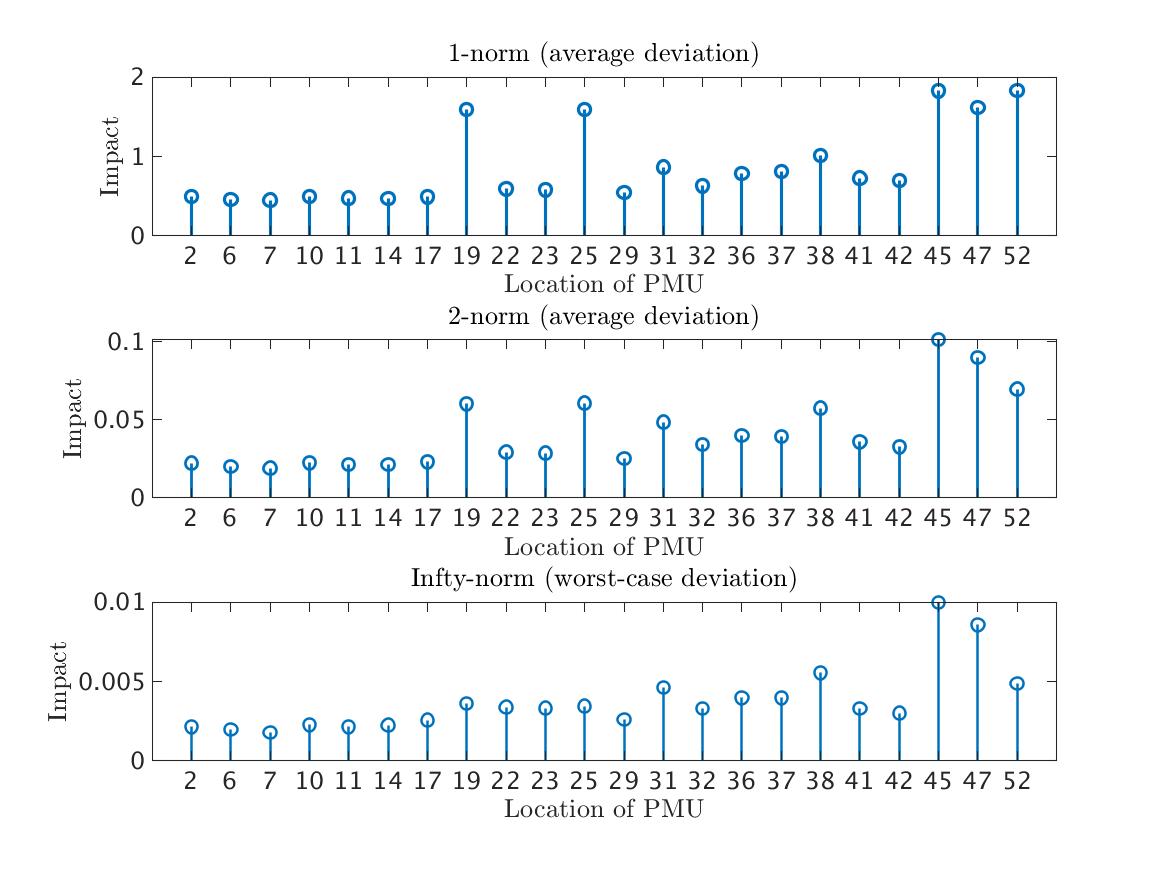 1-norm (average deviation)
2
1
0
Impact
2 6 7 10 11 14 17 19 22 23 25 29 31 32 36 37 38 41 42 45 47 52
Location of PMU
2-norm (average deviation)
0.1
0.05
0
Impact
2 6 7 10 11 14 17 19 22 23 25 29 31 32 36 37 38 41 42 45 47 52
Location of PMU
Infty-norm (worst-case deviation)
0.01
0.005
0
Impact
2 6 7 10 11 14 17 19 22 23 25 29 31 32 36 37 38 41 42 45 47 52
Location of PMU